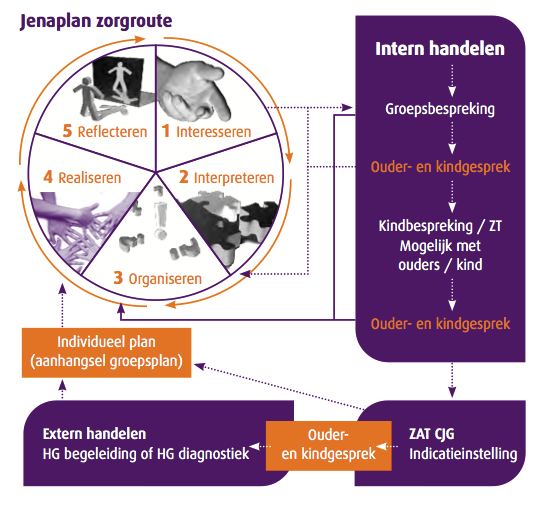 Jenaplan zorgroute
5 Reflecteren
1 Interesseren
4 Realiseren
2 Interpreteren
3 Organiseren
Intern handelen
Groepsbespreking
Ouder- en kindgesprek
Kindbespreking / ZT
Mogelijk met
ouders / kind
Ouder- en kindgesprek
Individueel plan
(aanhangsel groepsplan)
Extern handelen
HG begeleiding of HG diagnostiek
Ouder-
en kindgesprek
ZAT CJG
Indicatieinstelling